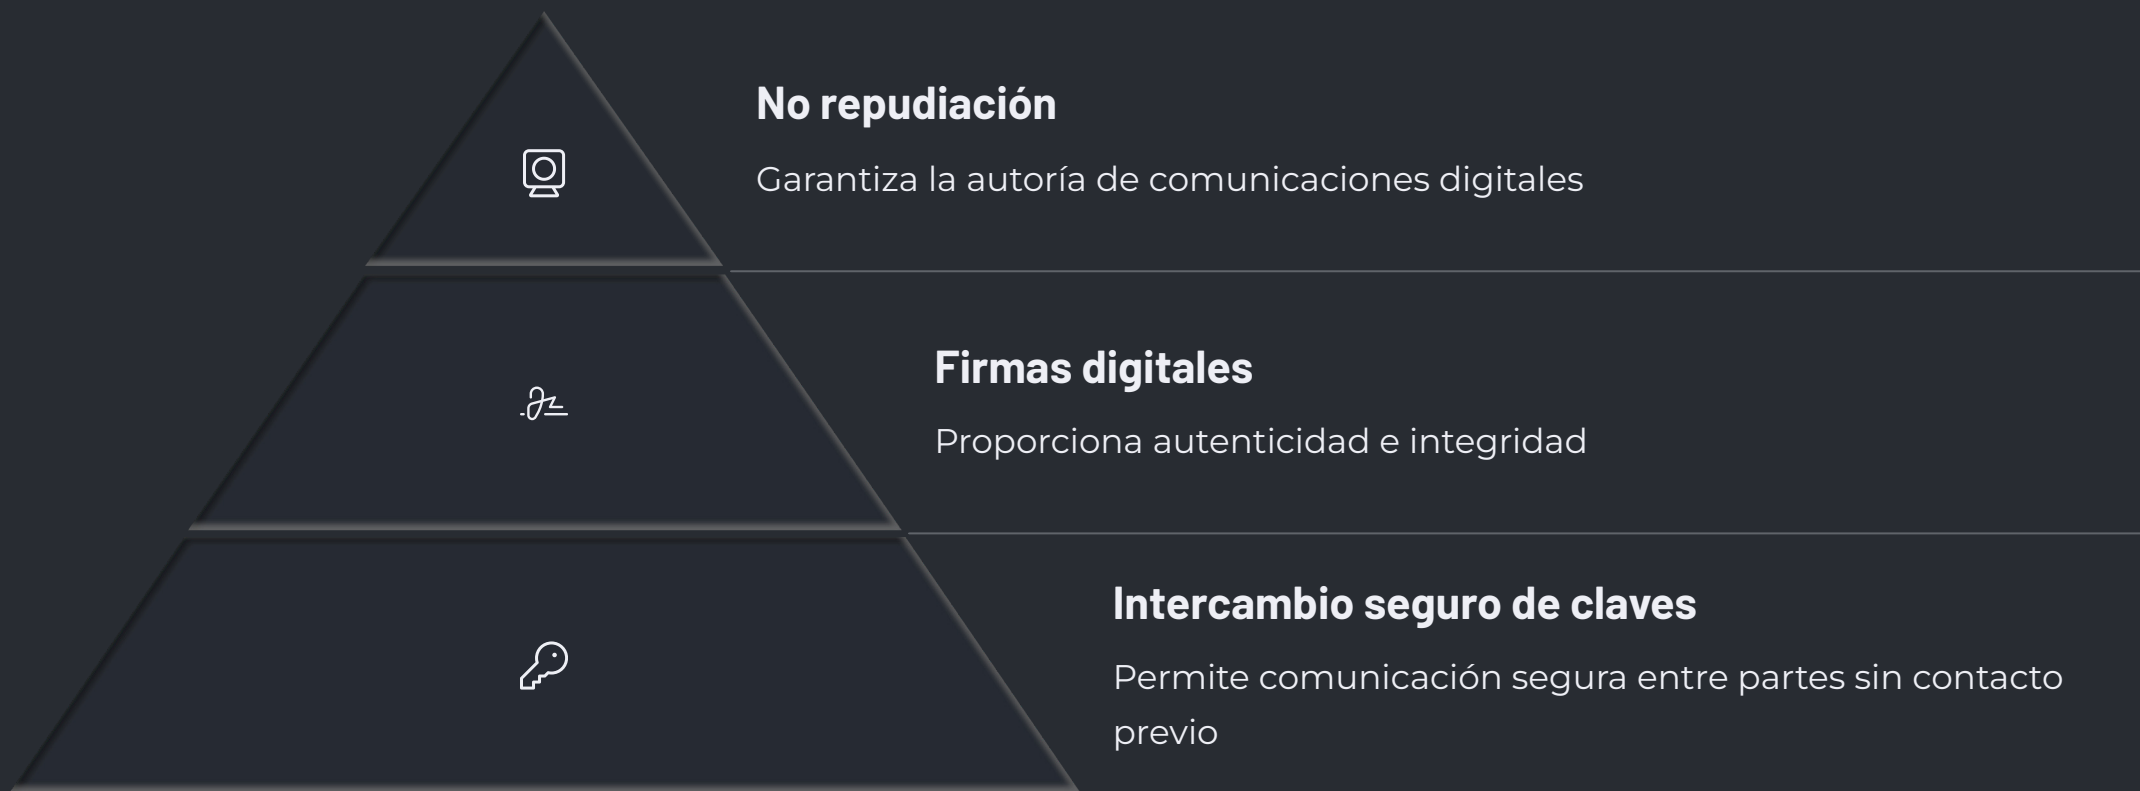 No repudiación
Garantiza la autoría de comunicaciones digitales
Firmas digitales
Proporciona autenticidad e integridad
Intercambio seguro de claves
Permite comunicación segura entre partes sin contacto
previo